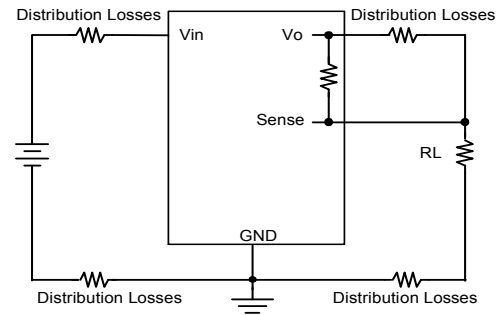 Distribution Losses
Distribution Losses
Vin
Vo
Sense
RL
GND
Distribution Losses
Distribution Losses